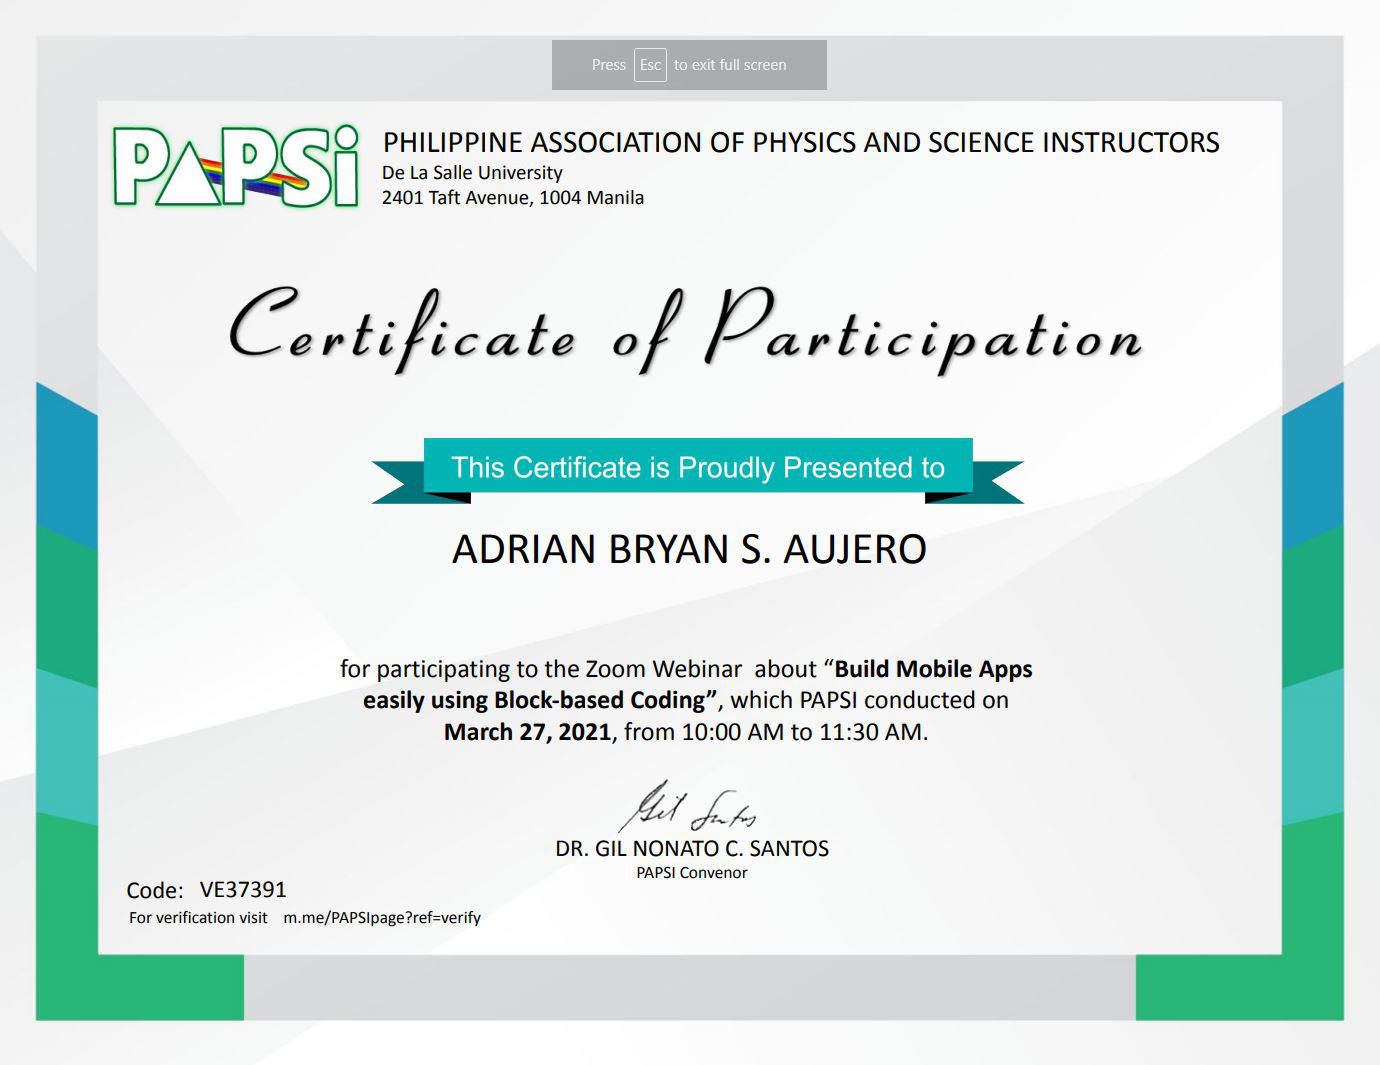 Press Esc to exit full screen
PAPSi
PHILIPPINE ASSOCIATION OF PHYSICS AND SCIENCE INSTRUCTORS
De La Salle University
2401 Taft Avenue, 1004 Manila
Certificate of Participation
This Certificate is Proudly Presented to
ADRIAN BRYAN S. AUJERO
for participating to the Zoom Webinar about “Build Mobile Apps
easily using Block-based Coding”, which PAPSI conducted on
March 27, 2021, from 10:00 AM to 11:30 AM.
Gil Santos
DR. GIL NONATO C. SANTOS
PAPSI Convenor
Code: VE37391
For verification visit m.me/PAPSIpage?ref=verify